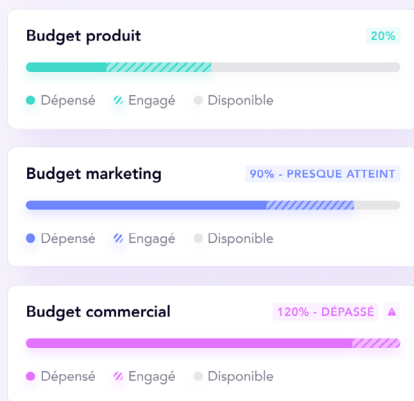 Budget produit 20%
Dépensé Engagé Disponible
Budget marketing 90% - PRESQUE ATTEINT
Dépensé Engagé Disponible
Budget commercial 120% - DÉPASSÉ
Dépensé Engagé Disponible